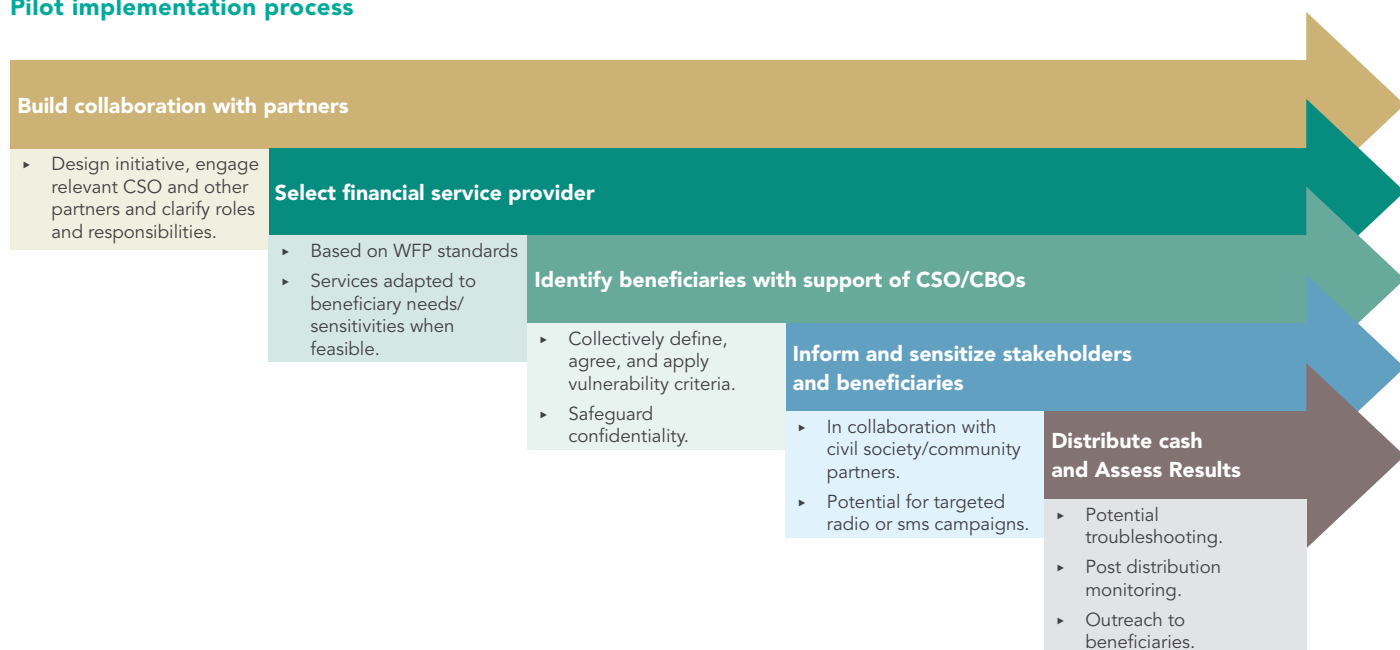 Pilot implementation process
Build collaboration with partners
▸ Design initiative, engage
relevant CSO and other
partners and clarify roles
and responsibilities.
Select financial service provider
▸ Based on WFP standards
▸ Services adapted to
beneficiary needs/
sensitivities when
feasible.
Identify beneficiaries with support of CSO/CBOs
▸ Collectively define,
agree, and apply
vulnerability criteria.
▸ Safeguard
confidentiality.
Inform and sensitize stakeholders
and beneficiaries
▸ In collaboration with
civil society/community
partners.
▸ Potential for targeted
radio or sms campaigns.
Distribute cash
and Assess Results
▸ Potential
troubleshooting.
▸ Post distribution
monitoring.
▸ Outreach to
beneficiaries.